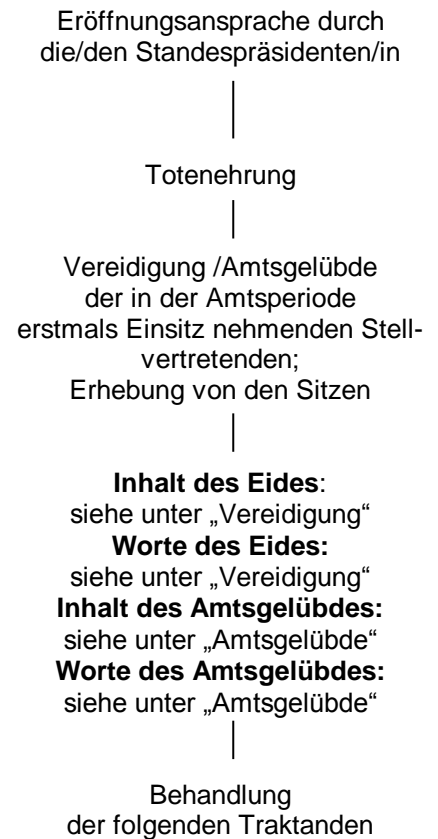 Eröffnungsansprache durch
die/den Standespräsidenten/in
Totenehrung
Vereidigung /Amtsgelübde
der in der Amtsperiode
erstmals Einsitz nehmenden Stell-
vertretenden;
Erhebung von den Sitzen
Inhalt des Eides:
siehe unter „Vereidigung“
Worte des Eides:
siehe unter „Vereidigung“
Inhalt des Amtsgelübdes:
siehe unter „Amtsgelübde“
Worte des Amtsgelübdes:
siehe unter „Amtsgelübde“
Behandlung
der folgenden Traktanden